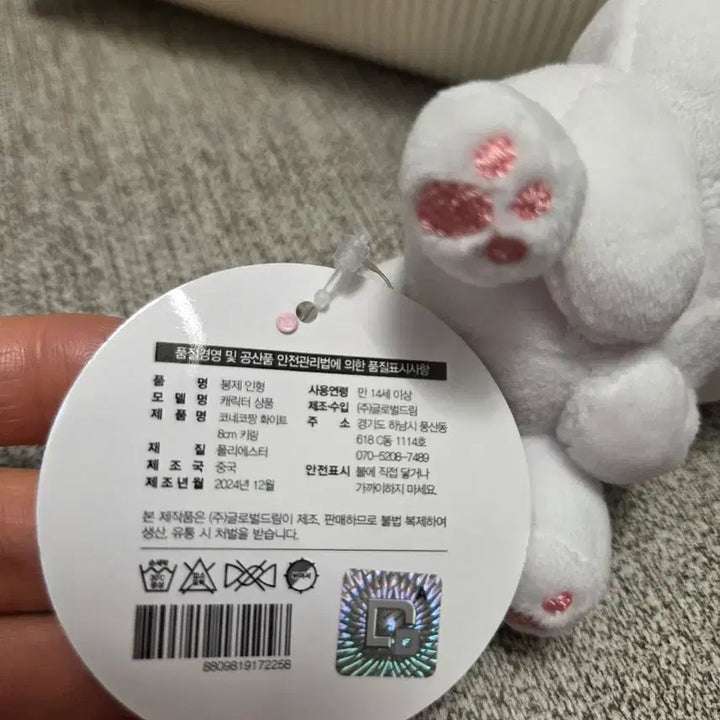 품질경영 및 공산품 안전관리법에 의한 품질표시사항
품 명 봉제 인형
모 델 명 캐릭터 상품
제 품 명 코네코짱 화이트
8cm 키링
재 질 폴리에스터
제 조 국 중국
제조년월 2024년 12월
사용연령 만 14세 이상
제조·수입 (주)글로벌드림
주 소 경기도 하남시 풍산동
618 C동 1114호
070-5208-7489
안전표시 불에 직접 닿거나
가까이하지 마세요.
본 제작품은 (주)글로벌드림이 제조, 판매하므로 불법 복제하여
생산, 유통 시 처벌을 받습니다.
8809819172258